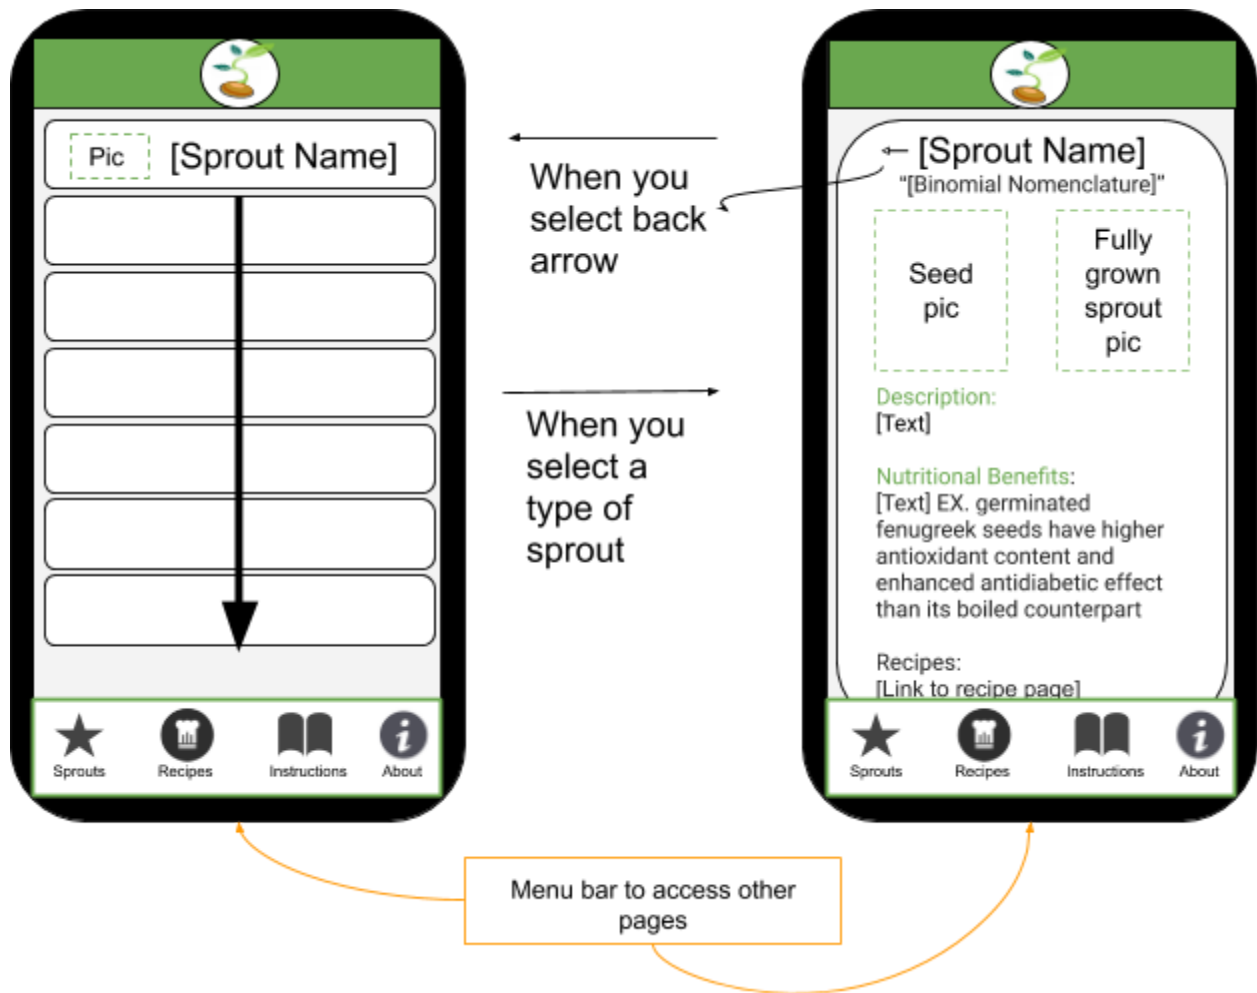 Pic
[Sprout Name]
Sprouts
Recipes
Instructions
About
When you
select back
arrow
When you
select a
type of
sprout
[Sprout Name]
“[Binomial Nomenclature]”
Seed
pic
Fully
grown
sprout
pic
Description:
[Text]
Nutritional Benefits:
[Text] EX. germinated
fenugreek seeds have higher
antioxidant content and
enhanced antidiabetic effect
than its boiled counterpart
Recipes:
[Link to recipe page]
Sprouts
Recipes
Instructions
About
Menu bar to access other
pages